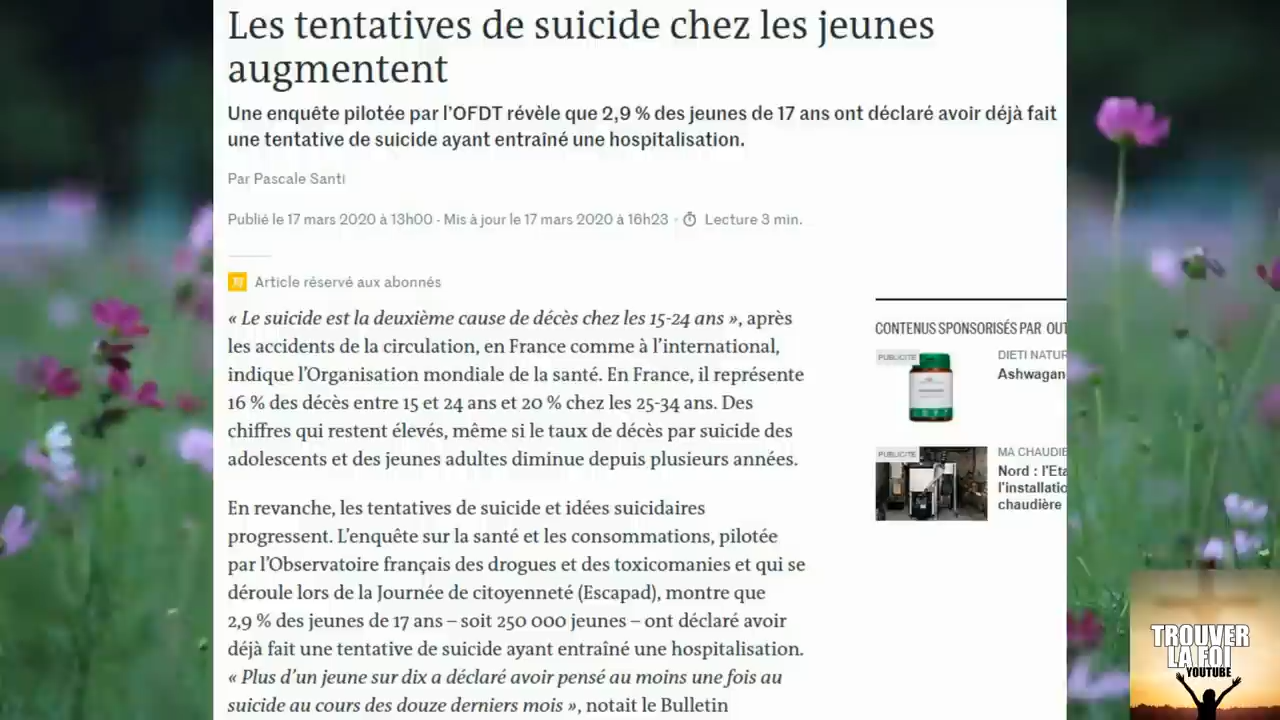 Les tentatives de suicide chez les jeunes
augmentent
Une enquête pilotée par l'OFDT révèle que 2,9 % des jeunes de 17 ans ont déclaré avoir déjà fait
une tentative de suicide ayant entraîné une hospitalisation.
Par Pascale Santi
Publié le 17 mars 2020 à 13h00 - Mis à jour le 17 mars 2020 à 16h23 · Lecture 3 min.
Article réservé aux abonnés
« Le suicide est la deuxième cause de décès chez les 15-24 ans », après
les accidents de la circulation, en France comme à l'international,
indique l'Organisation mondiale de la santé. En France, il représente
16 % des décès entre 15 et 24 ans et 20 % chez les 25-34 ans. Des
chiffres qui restent élevés, même si le taux de décès par suicide des
adolescents et des jeunes adultes diminue depuis plusieurs années.
En revanche, les tentatives de suicide et idées suicidaires
progressent. L'enquête sur la santé et les consommations, pilotée
par l'Observatoire français des drogues et des toxicomanies et qui se
déroule lors de la Journée de citoyenneté (Escapad), montre que
2,9 % des jeunes de 17 ans – soit 250 000 jeunes – ont déclaré avoir
déjà fait une tentative de suicide ayant entraîné une hospitalisation.
« Plus d'un jeune sur dix a déclaré avoir pensé au moins une fois au
suicide au cours des douze derniers mois », notait le Bulletin
CONTENUS SPONSORISÉS PAR OUT
PUBLICITÉ
DIETI NATUR
Ashwagan
PUBLICITÉ
MA CHAUDIE
Nord : l'Eta
l'installatio
chaudière
TROUVER
LA FOI
YOUTUBE